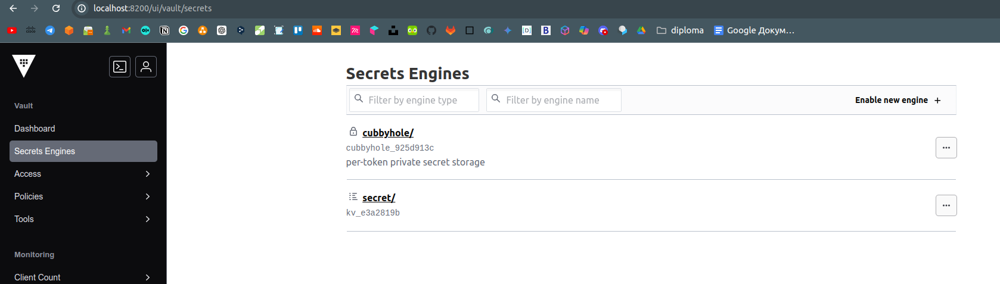 localhost:8200/ui/vault/secrets
diploma
Google Докум…
Secrets Engines
Filter by engine type
Filter by engine name
Enable new engine +
Vault
Dashboard
Secrets Engines
Access
Policies
Tools
Monitoring
Client Count
cubbyhole/
cubbyhole_925d913c
per-token private secret storage
secret/
kv_e3a2819b